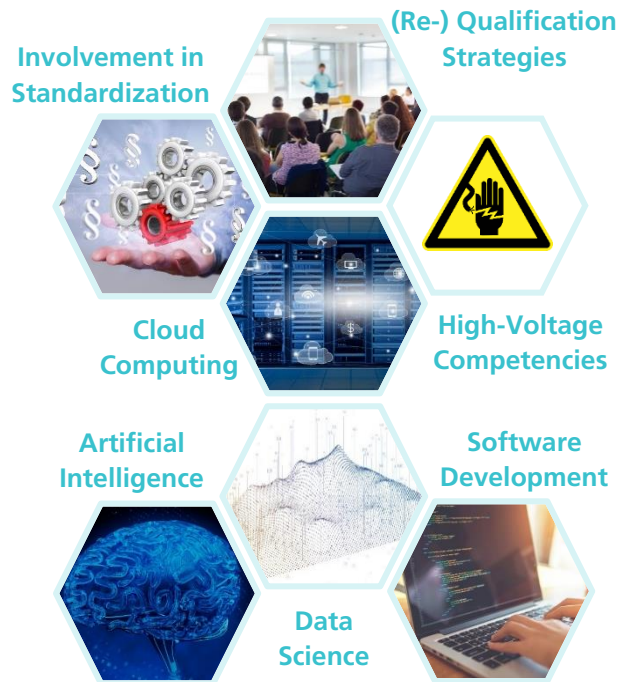 (Re-) Qualification
Strategies
Involvement in
Standardization
Cloud
Computing
High-Voltage
Competencies
Artificial
Intelligence
Software
Development
Data
Science